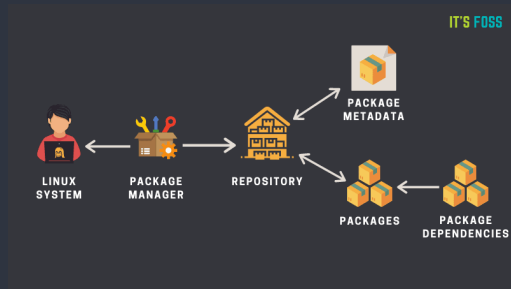 IT'S FOSS
PACKAGE
METADATA
LINUX
SYSTEM
PACKAGE
MANAGER
REPOSITORY
PACKAGES
PACKAGE
DEPENDENCIES